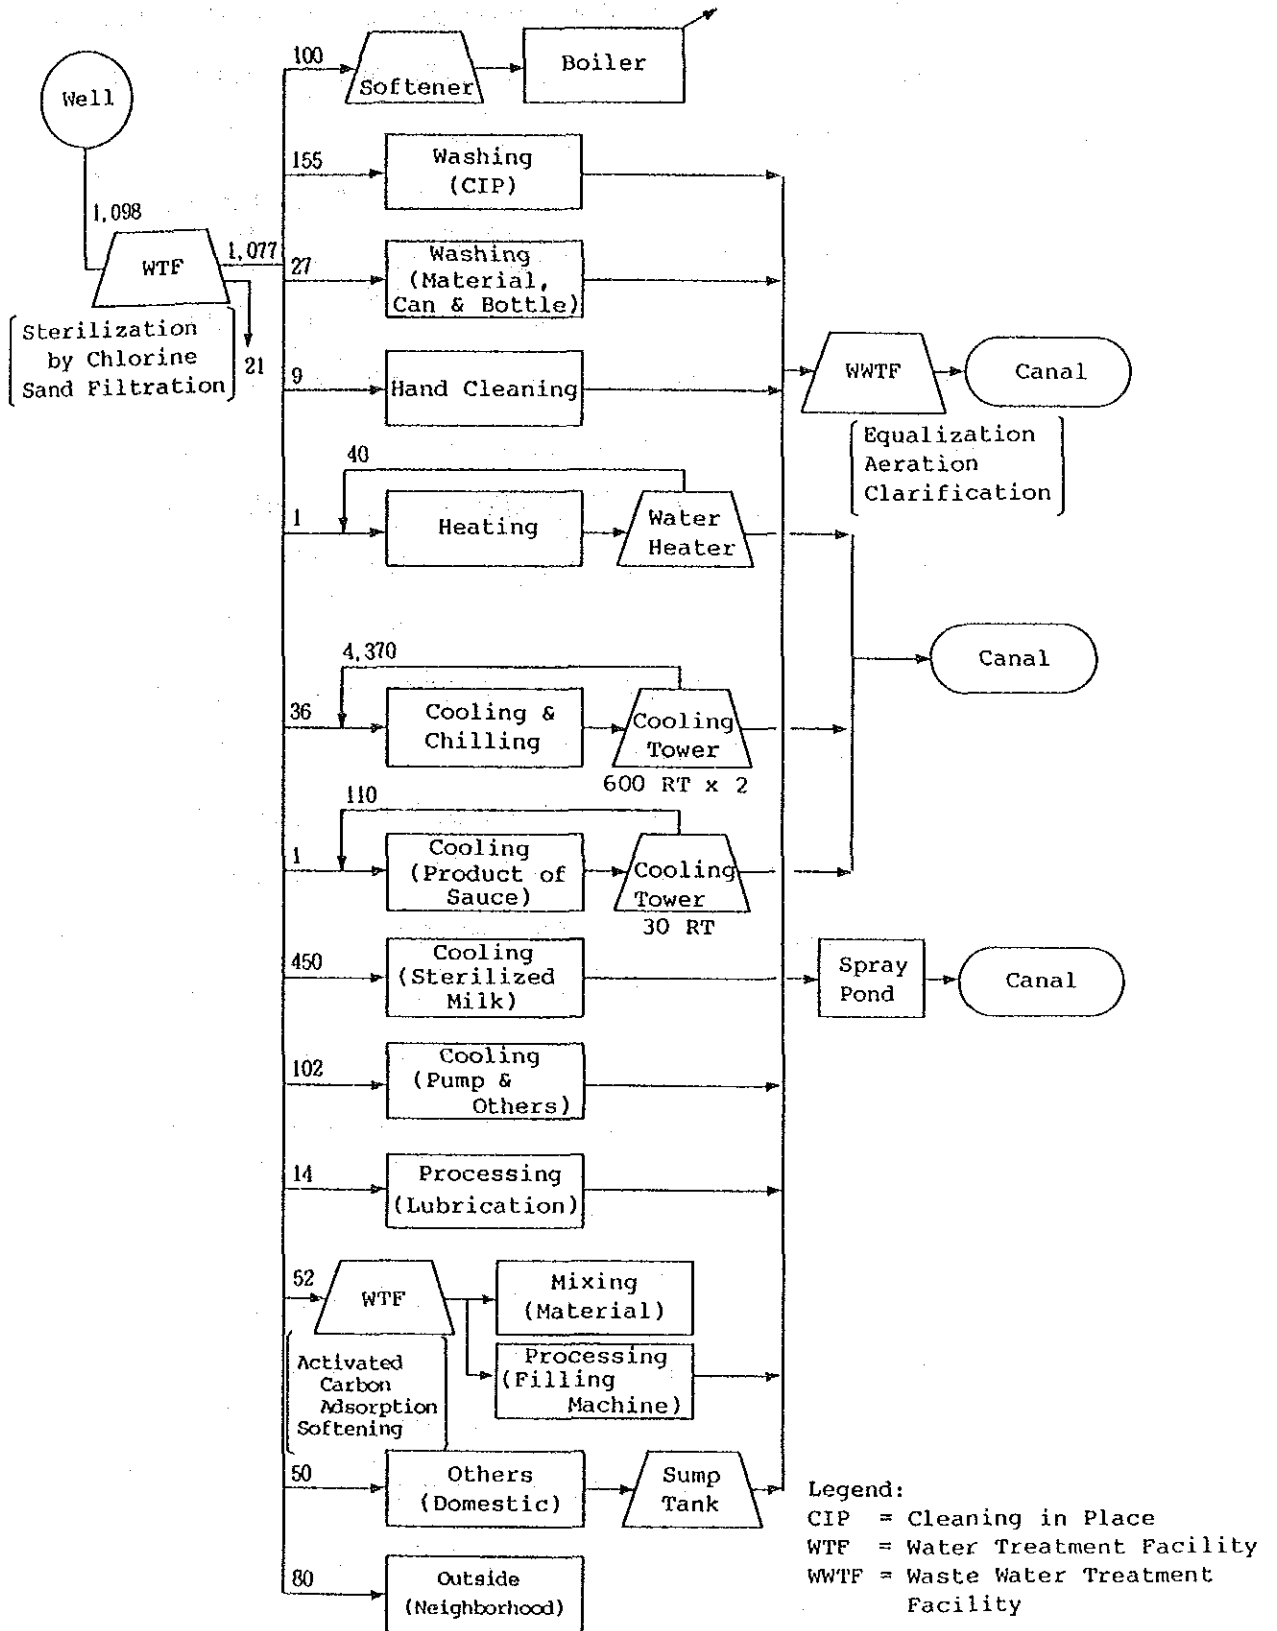 100
Softener
Boiler
Well
155
Washing
(CIP)
1,098
WTF
1,077
27
Washing
(Material,
Can & Bottle)
Sterilization
by Chlorine
Sand Filtration
21
9
Hand Cleaning
WWTF
Canal
Equalization
Aeration
Clarification
40
1
Heating
Water
Heater
4,370
36
Cooling &
Chilling
Cooling
Tower
600 RT x 2
Canal
110
1
Cooling
(Product of
Sauce)
Cooling
Tower
30 RT
450
Cooling
(Sterilized
Milk)
Spray
Pond
Canal
102
Cooling
(Pump &
Others)
14
Processing
(Lubrication)
52
WTF
Mixing
(Material)
Activated
Carbon
Adsorption
Softening
Processing
(Filling
Machine)
50
Others
(Domestic)
Sump
Tank
80
Outside
(Neighborhood)
Legend:
CIP = Cleaning in Place
WTF = Water Treatment Facility
WWTF = Waste Water Treatment
Facility